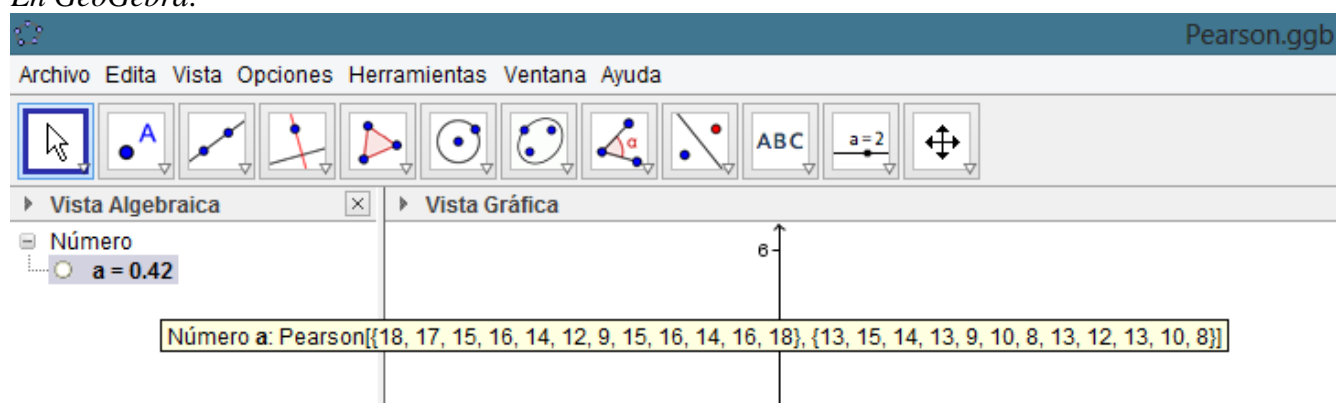 En GeoGebra:
Pearson.ggb
Archivo Edita Vista Opciones Herramientas Ventana Ayuda
A
α
ABC
a=2
Vista Algebraica
Vista Gráfica
Número
a = 0.42
6
Número a: Pearson[{18, 17, 15, 16, 14, 12, 9, 15, 16, 14, 16, 18}, {13, 15, 14, 13, 9, 10, 8, 13, 12, 13, 10, 8}]